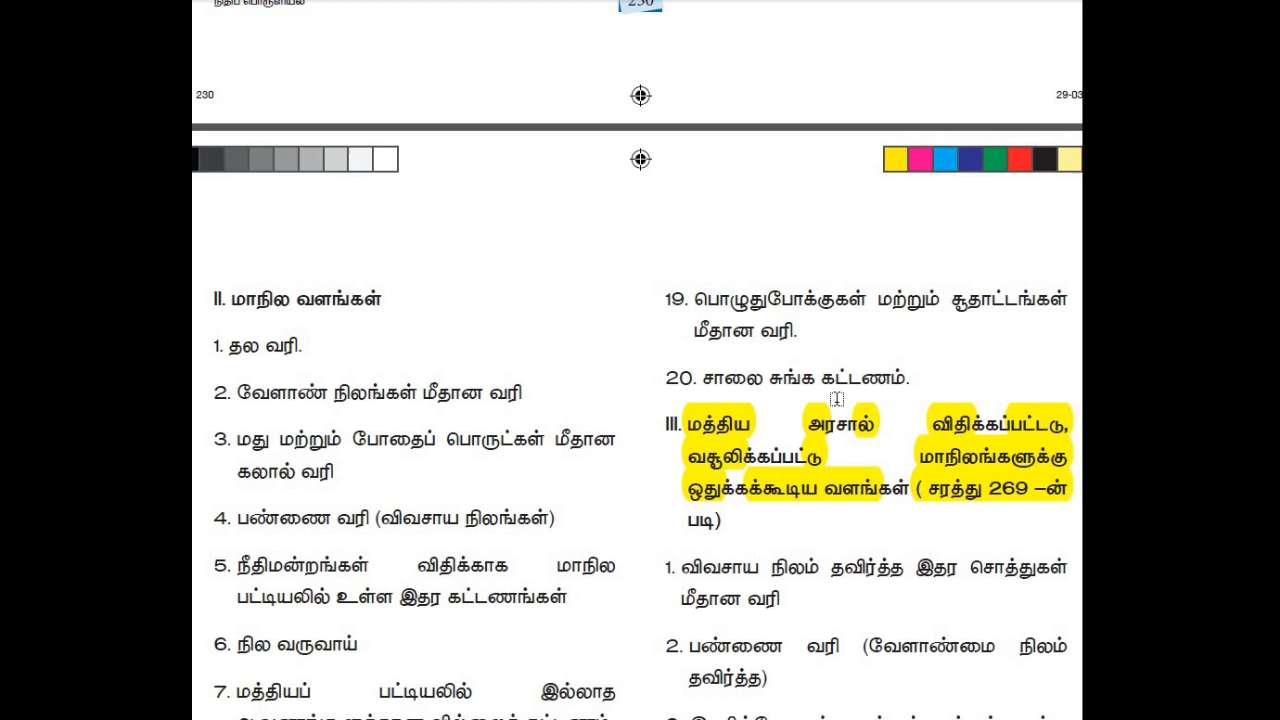 நிதிப் பொருளியல்
230
230
29-03
II. மாநில வளங்கள்
1. தல வரி.
2. வேளாண் நிலங்கள் மீதான வரி
3. மது மற்றும் போதைப் பொருட்கள் மீதான
கலால் வரி
4. பண்ணை வரி (விவசாய நிலங்கள்)
5. நீதிமன்றங்கள் விதிக்காக மாநில
பட்டியலில் உள்ள இதர கட்டணங்கள்
6. நில வருவாய்
7. மத்தியப் பட்டியலில் இல்லாத
19. பொழுதுபோக்குகள் மற்றும் சூதாட்டங்கள்
மீதான வரி.
20. சாலை சுங்க கட்டணம்.
III. மத்திய அரசால் விதிக்கப்பட்டு,
வசூலிக்கப்பட்டு மாநிலங்களுக்கு
ஒதுக்கக்கூடிய வளங்கள் ( சரத்து 269 –ன்
படி)
1. விவசாய நிலம் தவிர்த்த இதர சொத்துகள்
மீதான வரி
2. பண்ணை வரி (வேளாண்மை நிலம்
தவிர்த்த)